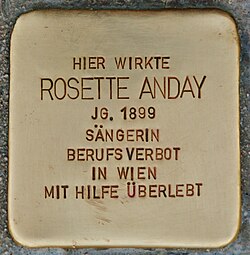 HIER WIRKTE
ROSETTE ANDAY
JG. 1899
SÄNGERIN
BERUFSVERBOT
IN WIEN
MIT HILFE ÜBERLEBT